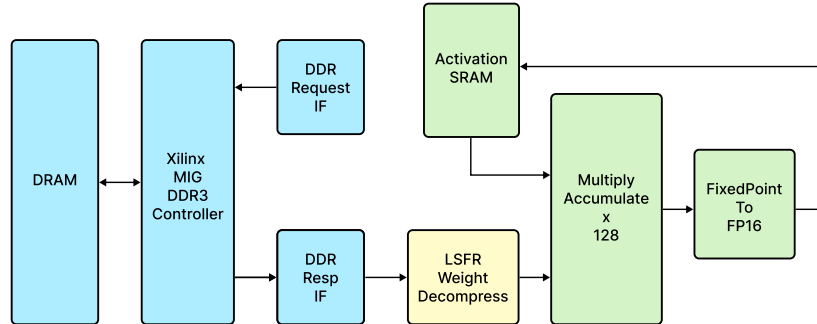 DRAM
Xilinx
MIG
DDR3
Controller
DDR
Request
IF
DDR
Resp
IF
LSFR
Weight
Decompress
Activation
SRAM
Multiply
Accumulate
x
128
FixedPoint
To
FP16